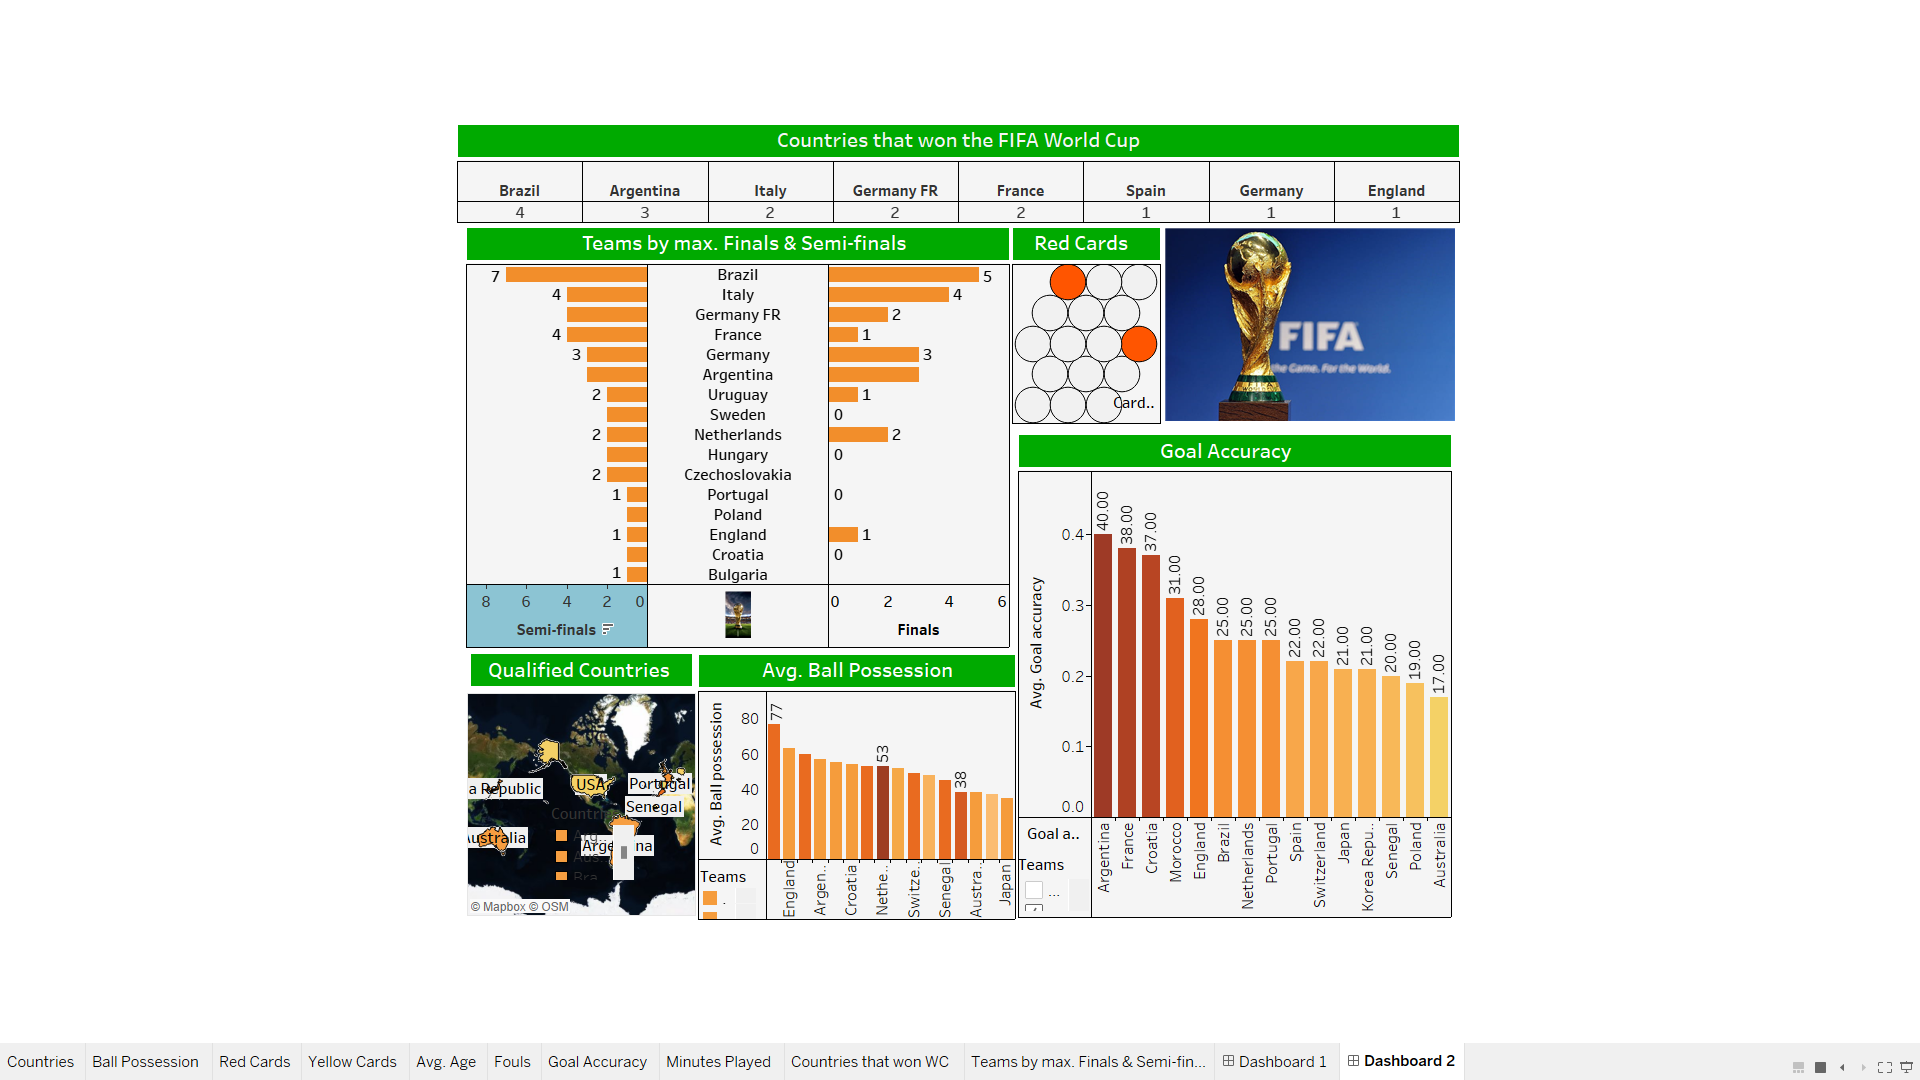 Countries that won the FIFA World Cup
Brazil Argentina Italy Germany FR France Spain Germany England
4 3 2 2 2 1 1 1
Teams by max. Finals & Semi-finals
7 Brazil 5
4 Italy 4
Germany FR 2
4 France 1
3 Germany 3
Argentina
2 Uruguay 1
Sweden 0
2 Netherlands 2
Hungary 0
2 Czechoslovakia
1 Portugal 0
Poland
1 England 1
Croatia 0
1 Bulgaria
8 6 4 2 0
0 2 4 6
Semi-finals
Finals
Red Cards
Card..
FIFA
the Game. For the World.
Goal Accuracy
Avg. Goal accuracy
0.4
0.3
0.2
0.1
0.0
40.00 38.00 37.00 31.00 28.00 25.00 25.00 25.00 22.00 22.00 21.00 21.00 20.00 19.00 17.00
Argentina France Croatia Morocco England Brazil Netherlands Portugal Spain Switzerland Japan Korea Repu.. Senegal Poland Australia
Goal a..
Teams
...
Qualified Countries
a Republic
USA
Portugal
Senegal
Australia
Countri
Arg
Aus..
Bra
© Mapbox © OSM
Avg. Ball Possession
Avg. Ball possession
80
60
40
20
0
77 53 38
England Argen.. Croatia Nethe.. Switze.. Senegal Austra.. Japan
Teams
.
Countries Ball Possession Red Cards Yellow Cards Avg. Age Fouls Goal Accuracy Minutes Played Countries that won WC Teams by max. Finals & Semi-fin... Dashboard 1 Dashboard 2